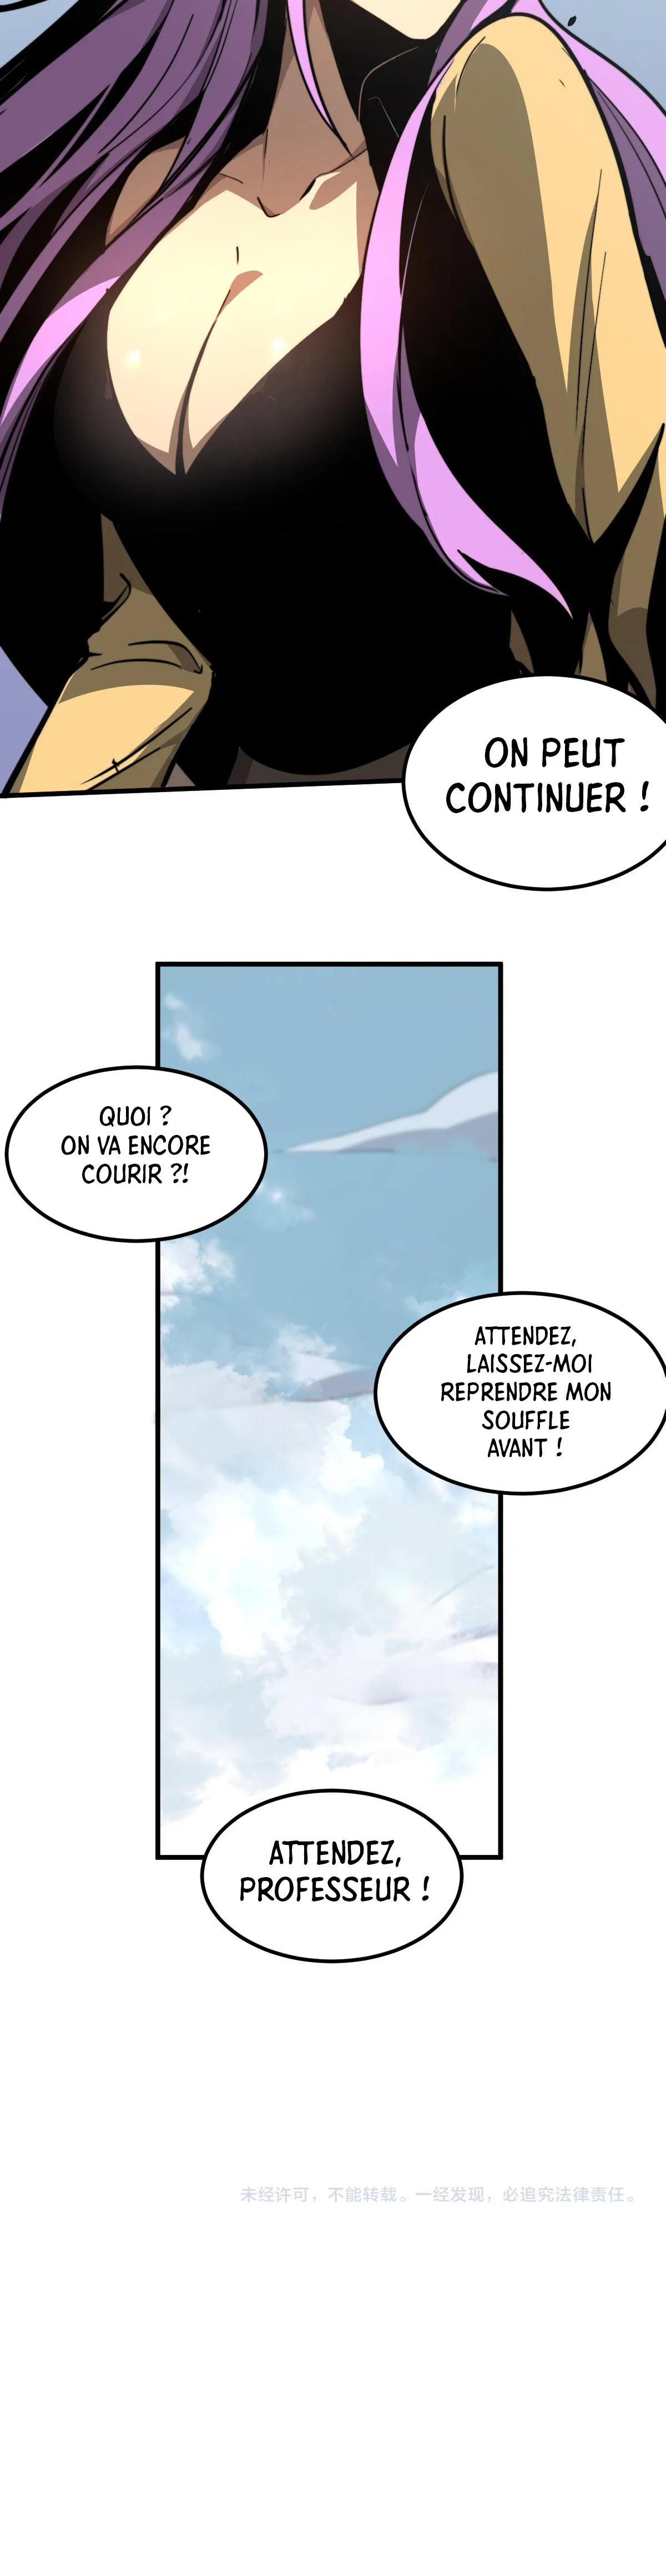 ON PEUT
CONTINUER !
QUOI ?
ON VA ENCORE
COURIR ?!
ATTENDEZ,
LAISSEZ-MOI
REPRENDRE MON
SOUFFLE
AVANT !
ATTENDEZ,
PROFESSEUR !
未经许可，不能转载。一经发现，必追究法律责任。